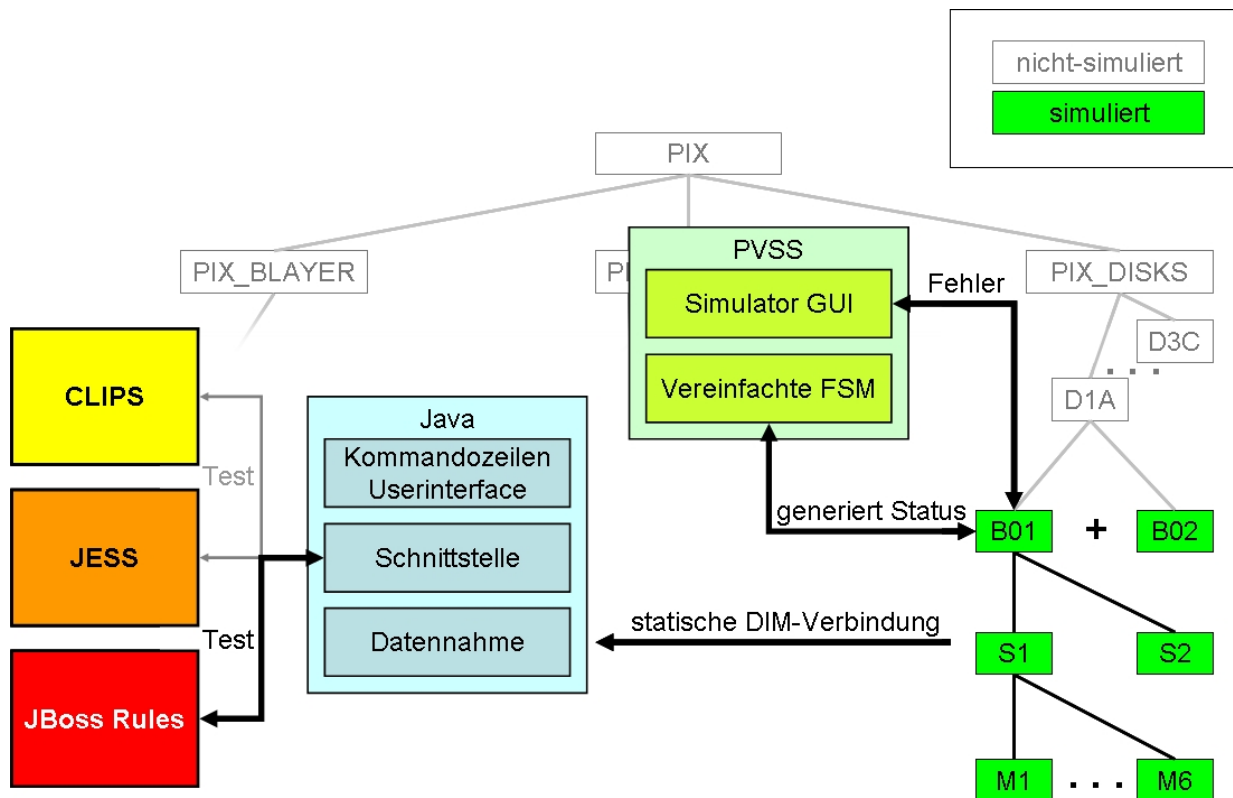 nicht-simuliert
simuliert
PIX
PIX_BLAYER
PI
PIX_DISKS
PVSS
Simulator GUI
Vereinfachte FSM
Fehler
D3C
. . .
D1A
CLIPS
Test
JESS
Test
JBoss Rules
Java
Kommandozeilen
Userinterface
Schnittstelle
Datennahme
generiert Status
B01
+
B02
statische DIM-Verbindung
S1
S2
M1
. . .
M6